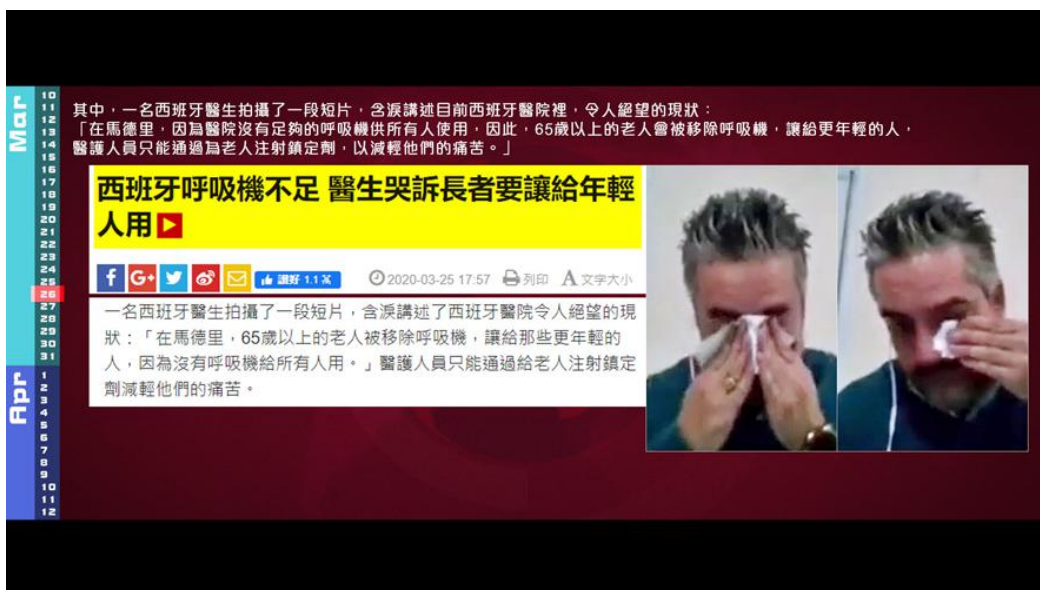 Mar
10
11
12
13
14
15
16
17
18
19
20
21
22
23
24
25
26
27
28
29
30
31
Apr
1
2
3
4
5
6
7
8
9
10
11
12
其中，一名西班牙醫生拍攝了一段短片，含淚講述目前西班牙醫院裡，令人絕望的現狀：
「在馬德里，因為醫院沒有足夠的呼吸機供所有人使用，因此，65歲以上的老人會被移除呼吸機，讓給更年輕的人，
醫護人員只能通過為老人注射鎮定劑，以減輕他們的痛苦。」
西班牙呼吸機不足 醫生哭訴長者要讓給年輕
人用
f G+ 讚好 1.1 萬 2020-03-25 17:57 列印 A 文字大小
一名西班牙醫生拍攝了一段短片，含淚講述了西班牙醫院令人絕望的現
狀：「在馬德里，65歲以上的老人被移除呼吸機，讓給那些更年輕的
人，因為沒有呼吸機給所有人用。」醫護人員只能通過給老人注射鎮定
劑減輕他們的痛苦。